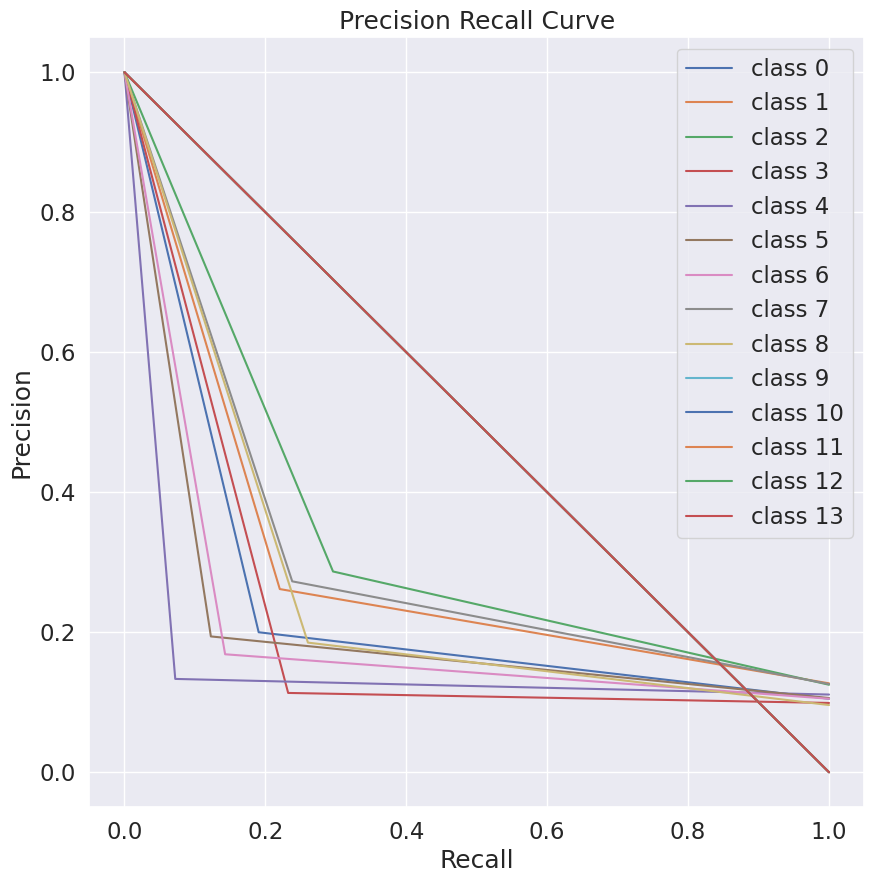 Precision Recall Curve
1.0
0.8
0.6
0.4
0.2
0.0
Precision
class 0
class 1
class 2
class 3
class 4
class 5
class 6
class 7
class 8
class 9
class 10
class 11
class 12
class 13
0.0 0.2 0.4 0.6 0.8 1.0
Recall